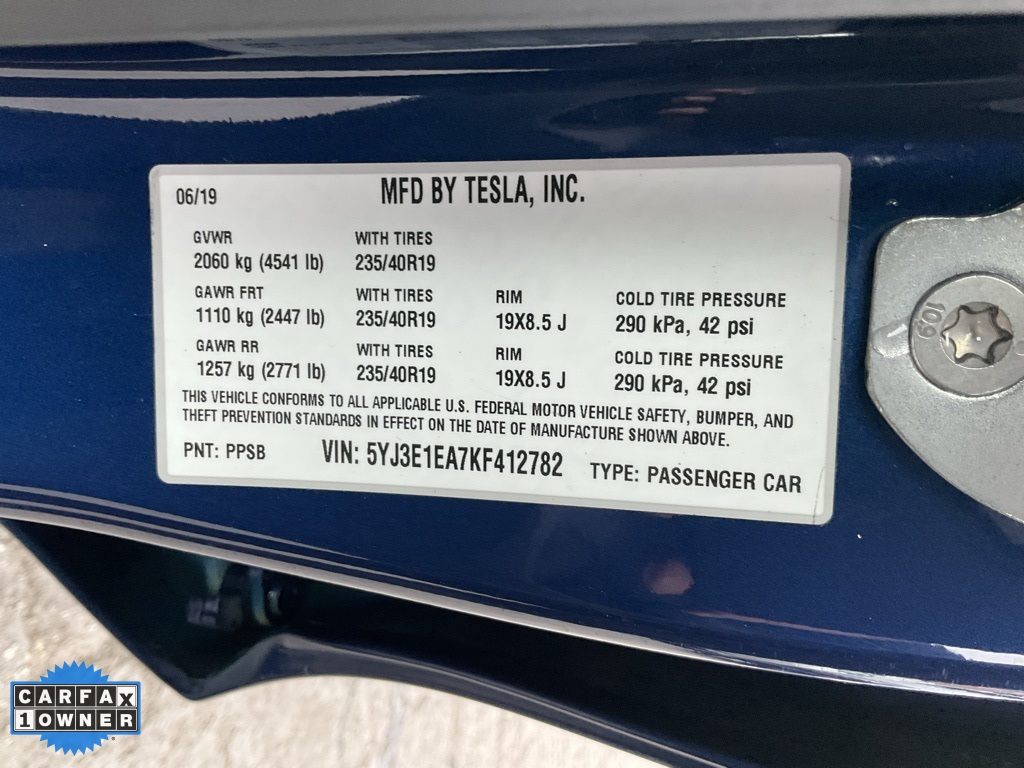 06/19 MFD BY TESLA, INC.
GVWR WITH TIRES
2060 kg (4541 lb) 235/40R19
GAWR FRT WITH TIRES RIM COLD TIRE PRESSURE
1110 kg (2447 lb) 235/40R19 19X8.5 J 290 kPa, 42 psi
GAWR RR WITH TIRES RIM COLD TIRE PRESSURE
1257 kg (2771 lb) 235/40R19 19X8.5 J 290 kPa, 42 psi
THIS VEHICLE CONFORMS TO ALL APPLICABLE U.S. FEDERAL MOTOR VEHICLE SAFETY, BUMPER, AND
THEFT PREVENTION STANDARDS IN EFFECT ON THE DATE OF MANUFACTURE SHOWN ABOVE.
PNT: PPSB VIN: 5YJ3E1EA7KF412782 TYPE: PASSENGER CAR
10.9
CARFAX
1 OWNER